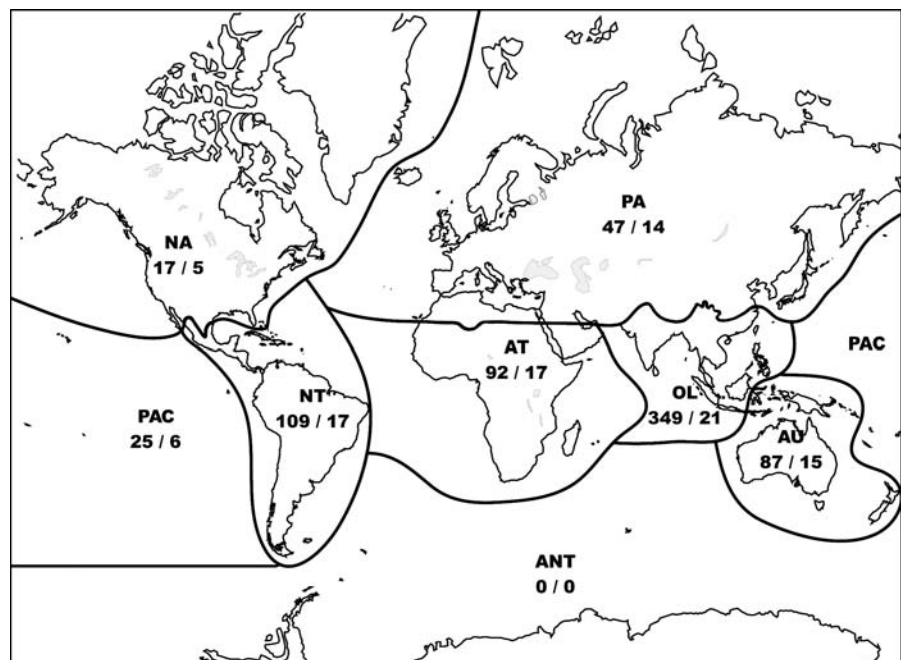 PA
47 / 14
NA
17 / 5
AT
92 / 17
PAC
OL
349 / 21
NT
109 / 17
PAC
25 / 6
AU
87 / 15
ANT
0 / 0